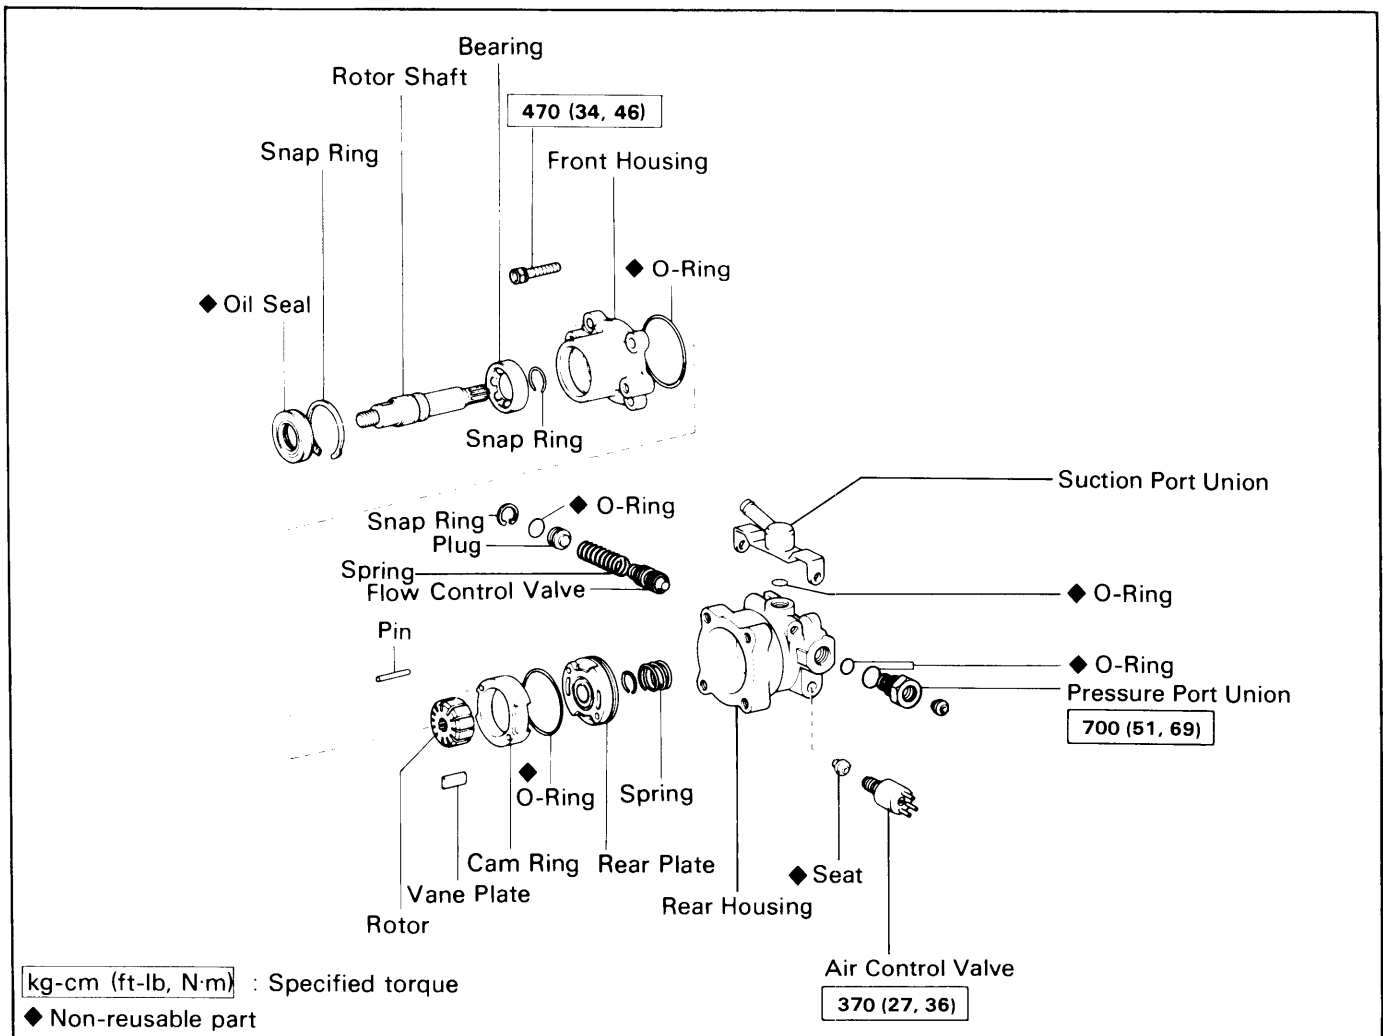 Bearing
Rotor Shaft
470 (34, 46)
Snap Ring
Front Housing
◆ O-Ring
◆ Oil Seal
Snap Ring
Suction Port Union
◆ O-Ring
Snap Ring
Plug
Spring
Flow Control Valve
◆ O-Ring
Pin
◆ O-Ring
Pressure Port Union
700 (51, 69)
◆
O-Ring
Spring
Cam Ring
Rear Plate
◆ Seat
Vane Plate
Rear Housing
Rotor
Air Control Valve
370 (27, 36)
kg-cm (ft-lb, N·m) : Specified torque
◆ Non-reusable part